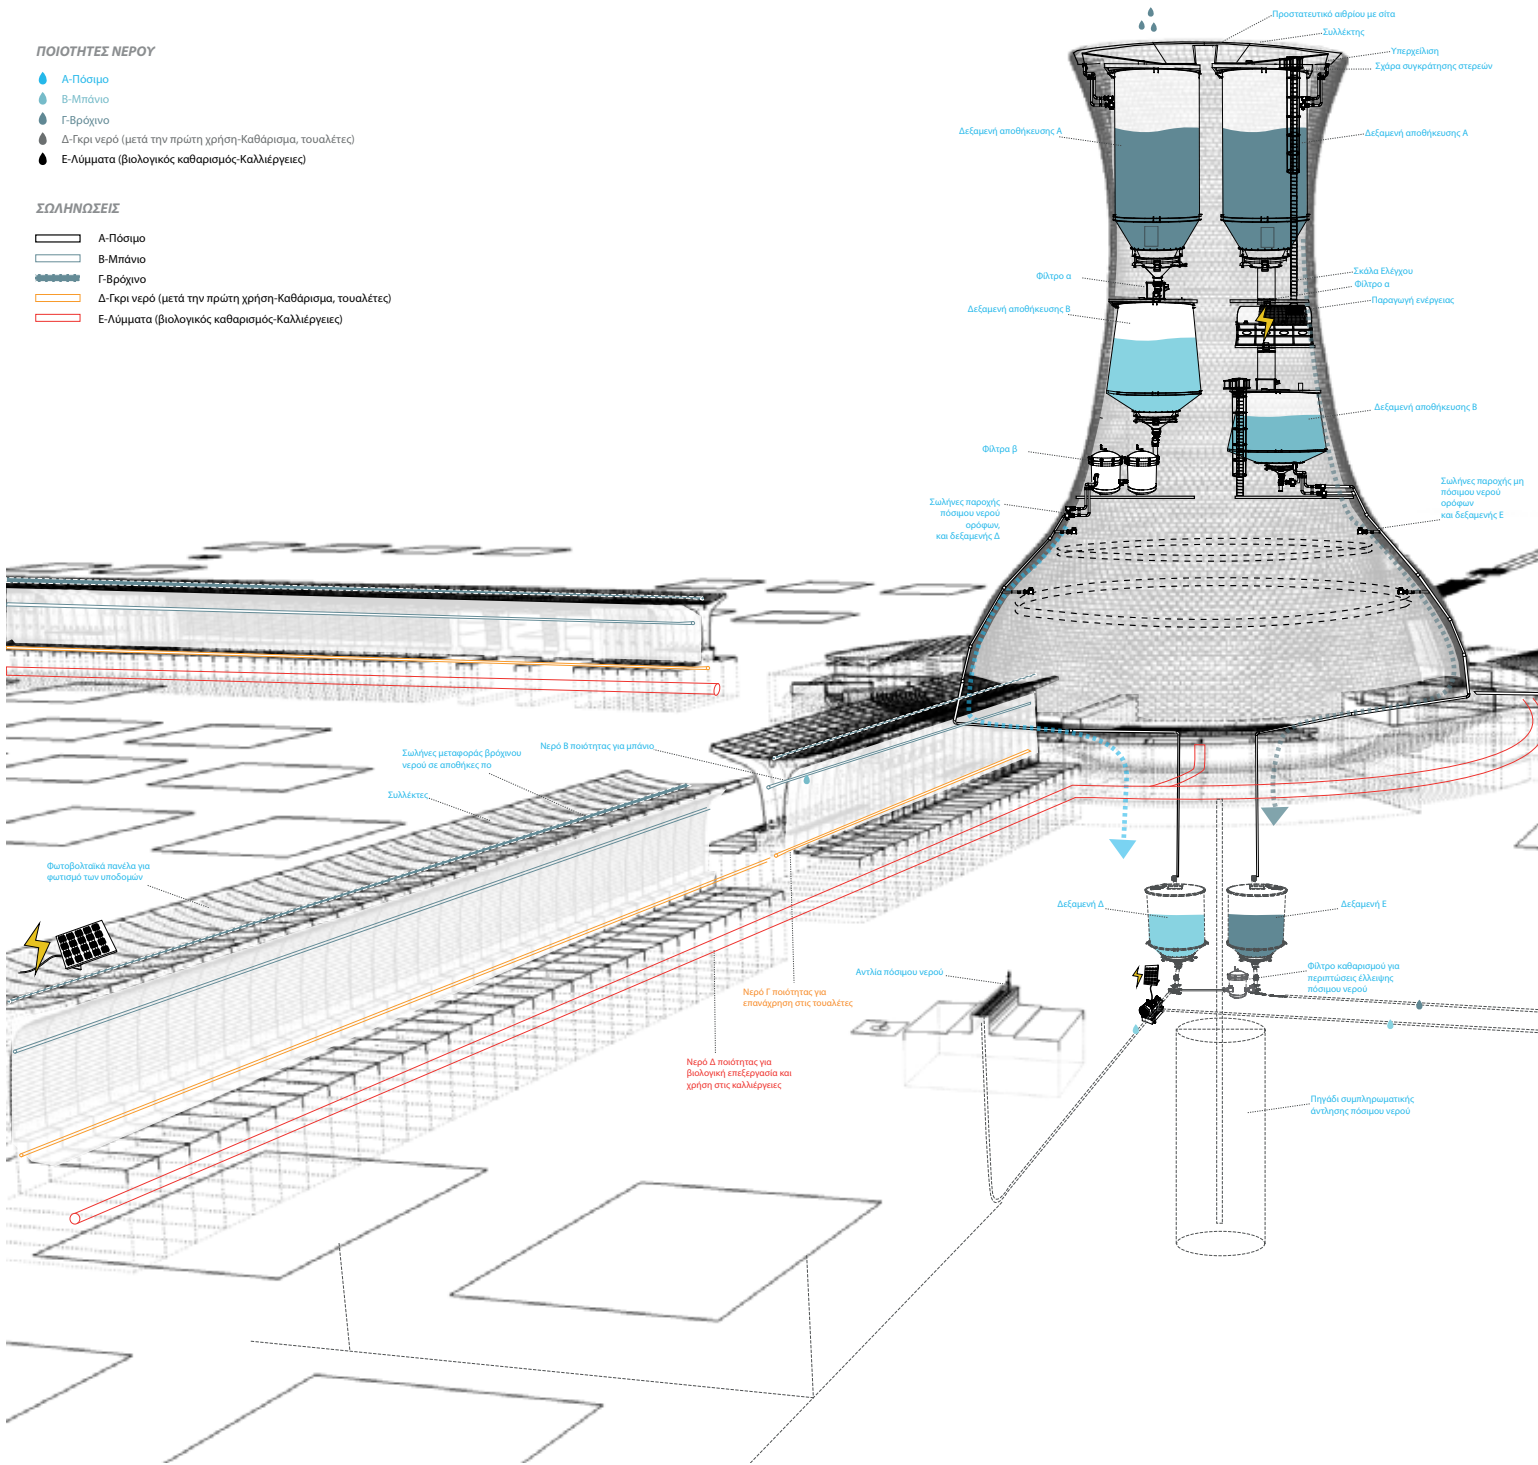 ΠΟΙΟΤΗΤΕΣ ΝΕΡΟΥ
Α-Πόσιμο
Β-Μπάνιο
Γ-Βρόχινο
Δ-Γκρι νερό (μετά την πρώτη χρήση-Καθάρισμα, τουαλέτες)
Ε-Λύμματα (βιολογικός καθαρισμός-Καλλιέργειες)
ΣΩΛΗΝΩΣΕΙΣ
Α-Πόσιμο
Β-Μπάνιο
Γ-Βρόχινο
Δ-Γκρι νερό (μετά την πρώτη χρήση-Καθάρισμα, τουαλέτες)
Ε-Λύμματα (βιολογικός καθαρισμός-Καλλιέργειες)
Προστατευτικό αιθρίου με σίτα
Συλλέκτης
Υπερχείλιση
Σχάρα συγκράτησης στερεών
Δεξαμενή αποθήκευσης Α
Δεξαμενή αποθήκευσης Α
Φίλτρο α
Σκάλα Ελέγχου
Φίλτρο α
Παραγωγή ενέργειας
Δεξαμενή αποθήκευσης Β
Δεξαμενή αποθήκευσης Β
Φίλτρα β
Σωλήνες παροχής
πόσιμου νερού
ορόφων,
και δεξαμενής Δ
Σωλήνες παροχής μη
πόσιμου νερού
ορόφων
και δεξαμενής Ε
Σωλήνες μεταφοράς βρόχινου
νερού σε αποθήκες πο
Νερό Β ποιότητας για μπάνιο
Συλλέκτες
Φωτοβολταϊκά πανέλα για
φωτισμό των υποδομών
Δεξαμενή Δ
Δεξαμενή Ε
Αντλία πόσιμου νερού
Φίλτρο καθαρισμού για
περιπτώσεις έλλειψης
πόσιμου νερού
Νερό Γ ποιότητας για
επανάχρηση στις τουαλέτες
Νερό Δ ποιότητας για
βιολογική επεξεργασία και
χρήση στις καλλιέργειες
Πηγάδι συμπληρωματικής
άντλησης πόσιμου νερού